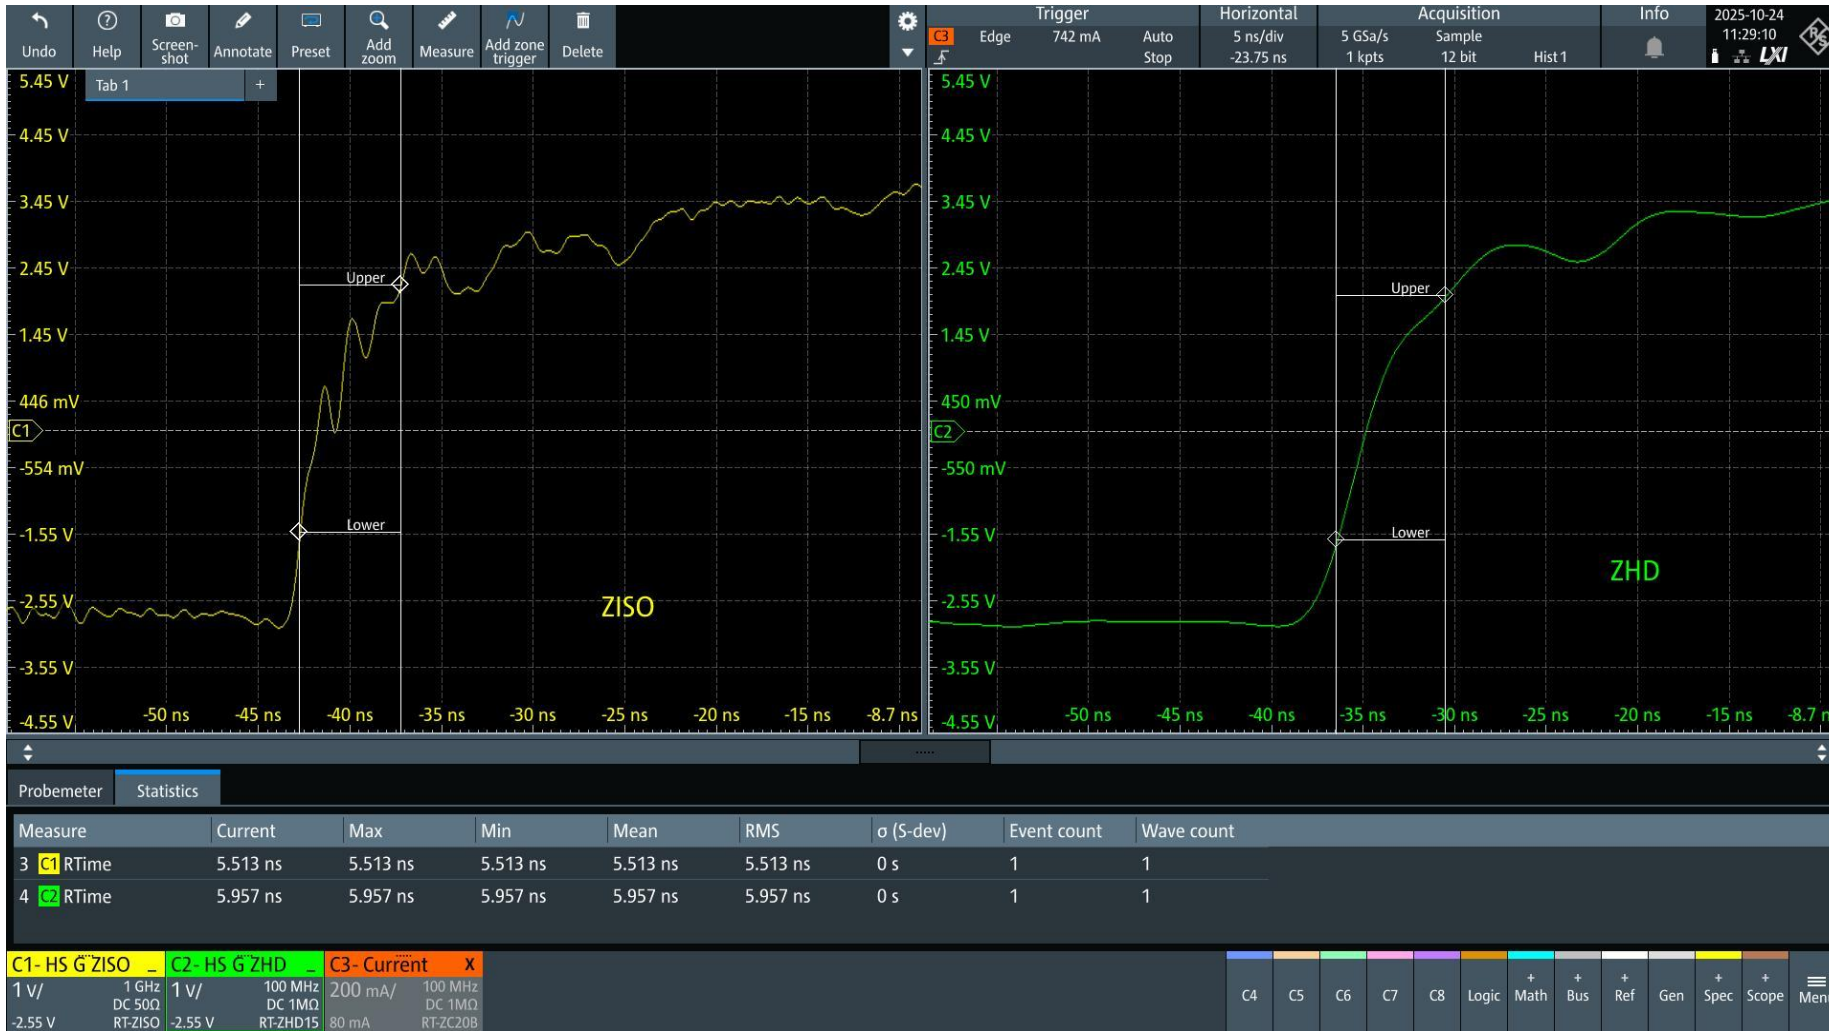 Undo Help Screen-shot Annotate Preset Add zoom Measure Add zone trigger Delete
Trigger
C3 Edge 742 mA Auto
Stop
Horizontal
5 ns/div
-23.75 ns
Acquisition
5 GSa/s Sample
1 kpts 12 bit Hist 1
Info
2025-10-24
11:29:10
LXI
Tab 1 +
5.45 V
4.45 V
3.45 V
2.45 V
1.45 V
446 mV
C1
-554 mV
-1.55 V
-2.55 V
-3.55 V
-4.55 V
Upper
Lower
ZISO
-50 ns -45 ns -40 ns -35 ns -30 ns -25 ns -20 ns -15 ns -8.7 ns
5.45 V
4.45 V
3.45 V
2.45 V
1.45 V
450 mV
C2
-550 mV
-1.55 V
-2.55 V
-3.55 V
-4.55 V
Upper
Lower
ZHD
-50 ns -45 ns -40 ns -35 ns -30 ns -25 ns -20 ns -15 ns -8.7 n
Probemeter Statistics
Measure Current Max Min Mean RMS σ (S-dev) Event count Wave count
3 C1 RTime 5.513 ns 5.513 ns 5.513 ns 5.513 ns 5.513 ns 0 s 1 1
4 C2 RTime 5.957 ns 5.957 ns 5.957 ns 5.957 ns 5.957 ns 0 s 1 1
C1- HS G ZISO
1 V/ 1 GHz
DC 50Ω
-2.55 V RT-ZISO
C2- HS G ZHD
1 V/ 100 MHz
DC 1MΩ
-2.55 V RT-ZHD15
C3- Current X
200 mA/ 100 MHz
DC 1MΩ
80 mA RT-ZC20B
C4 C5 C6 C7 C8 Logic + Math + Bus + Ref Gen + Spec + Scope Men